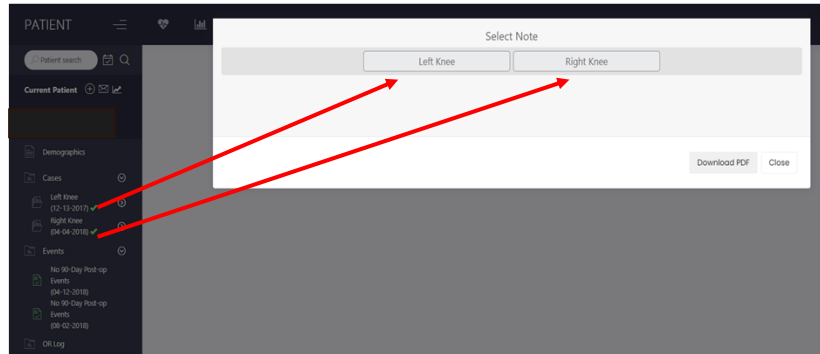 PATIENT
Select Note
Left Knee
Right Knee
Patient search
Current Patient
Demographics
Download PDF
Close
Cases
Left Knee
(12-13-2017)
Right Knee
(04-04-2018)
Events
No 90-Day Post-op
Events
(04-12-2018)
No 90-Day Post-op
Events
(08-02-2018)
OR Log